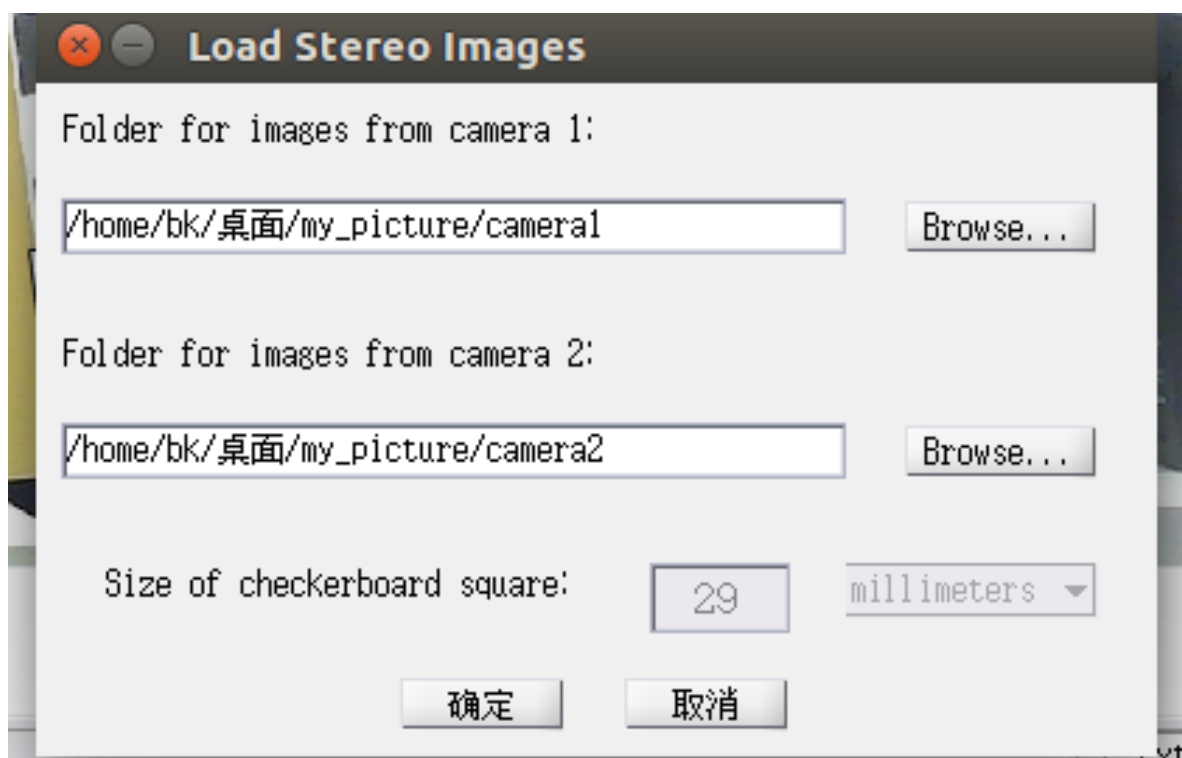 Load Stereo Images
Folder for images from camera 1:
/home/bk/桌面/my_picture/camera1
Browse...
Folder for images from camera 2:
/home/bk/桌面/my_picture/camera2
Browse...
Size of checkerboard square:
29
millimeters
确定
取消